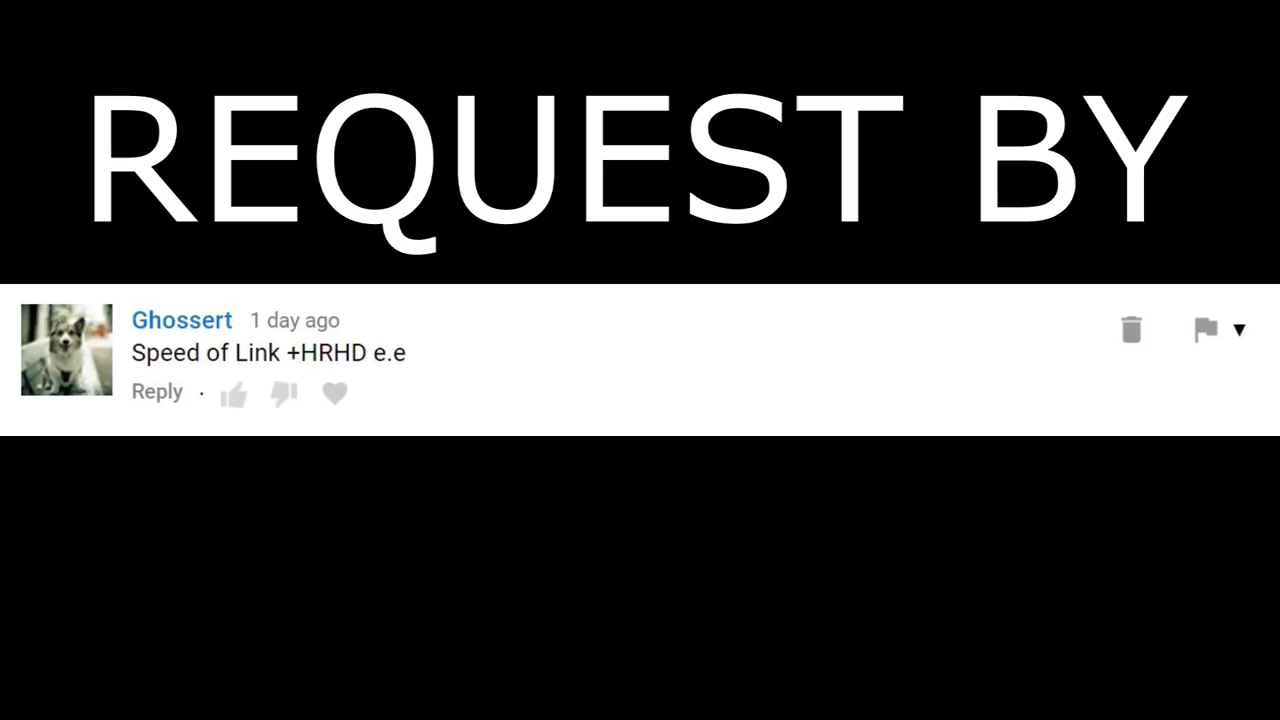 REQUEST BY
Ghossert 1 day ago
Speed of Link +HRHD e.e
Reply ·